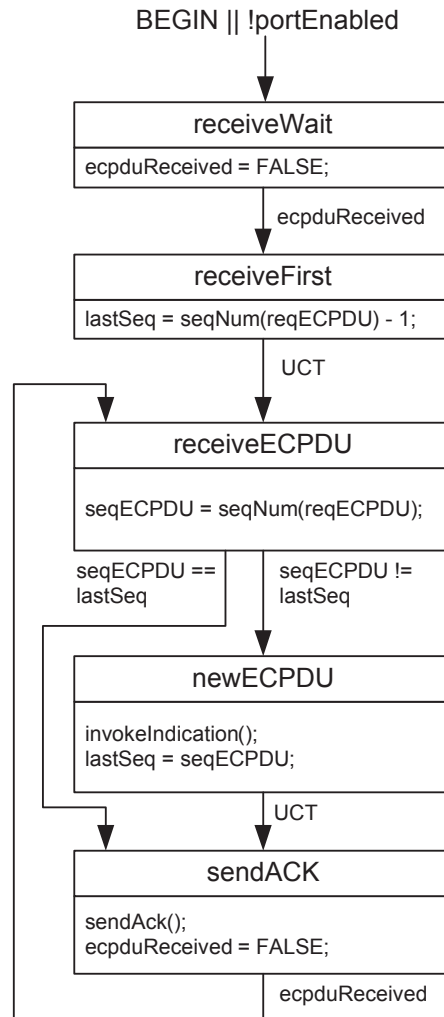 BEGIN || !portEnabled
receiveWait
ecpduReceived = FALSE;
ecpduReceived
receiveFirst
lastSeq = seqNum(reqECPDU) - 1;
UCT
receiveECPDU
seqECPDU = seqNum(reqECPDU);
seqECPDU ==
lastSeq
seqECPDU !=
lastSeq
newECPDU
invokeIndication();
lastSeq = seqECPDU;
UCT
sendACK
sendAck();
ecpduReceived = FALSE;
ecpduReceived